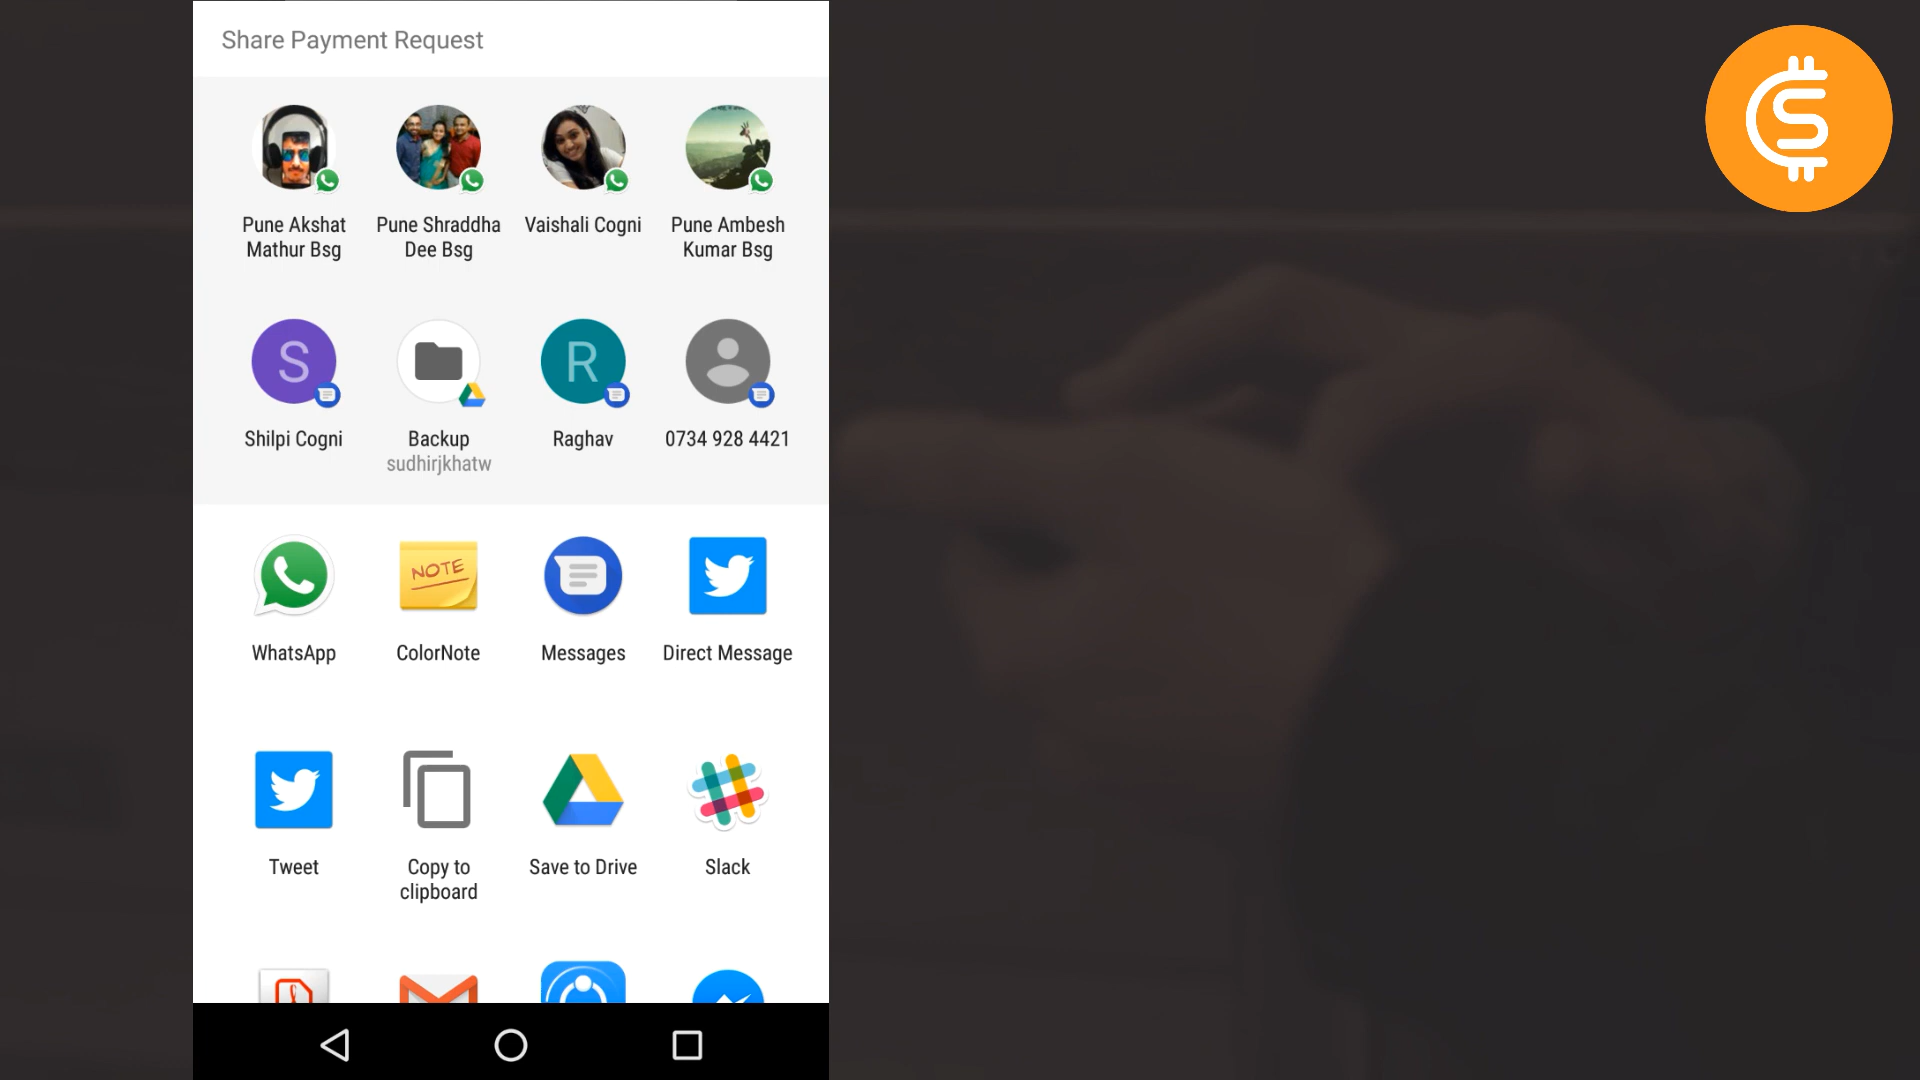 Share Payment Request
Pune Akshat
Mathur Bsg
Pune Shraddha
Dee Bsg
Vaishali Cogni
Pune Ambesh
Kumar Bsg
S
R
Shilpi Cogni
Backup
sudhirjkhatw
Raghav
0734 928 4421
NOTE
WhatsApp
ColorNote
Messages
Direct Message
Tweet
Copy to
clipboard
Save to Drive
Slack